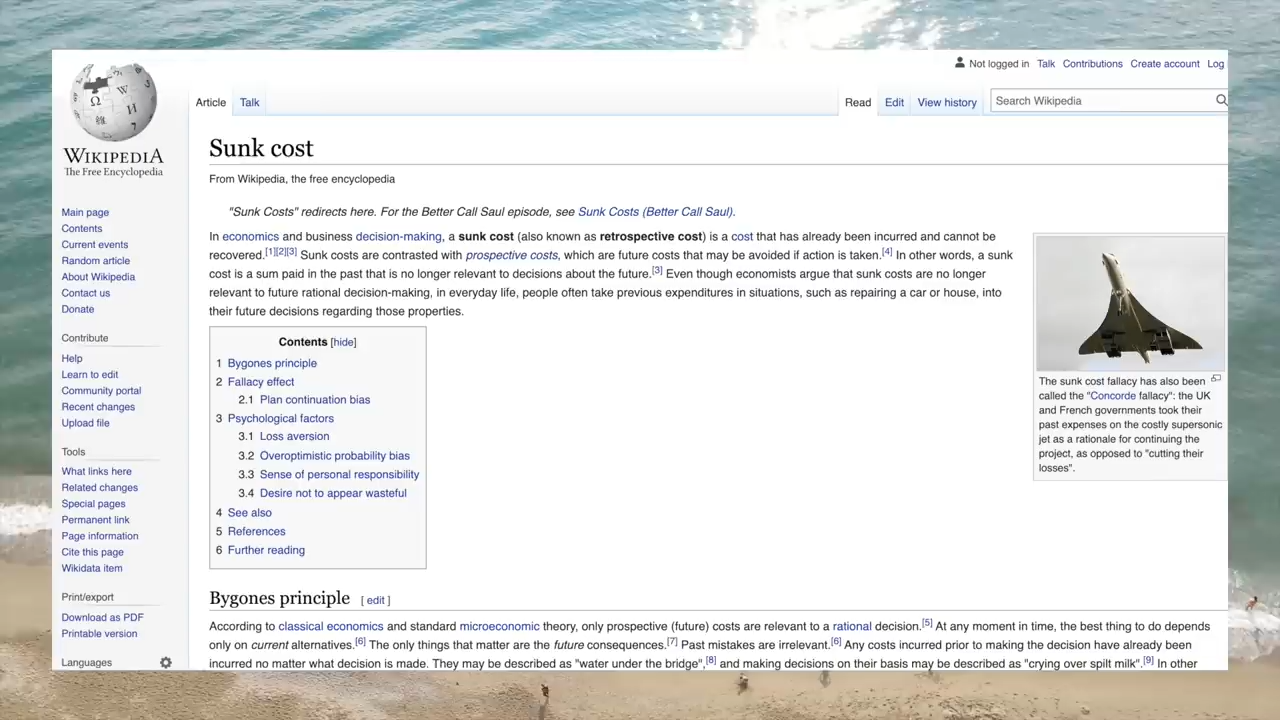 Not logged in Talk Contributions Create account Log
Article Talk Read Edit View history Search Wikipedia
WIKIPEDIA
The Free Encyclopedia
Main page
Contents
Current events
Random article
About Wikipedia
Contact us
Donate
Contribute
Help
Learn to edit
Community portal
Recent changes
Upload file
Tools
What links here
Related changes
Special pages
Permanent link
Page information
Cite this page
Wikidata item
Print/export
Download as PDF
Printable version
Languages
Sunk cost
From Wikipedia, the free encyclopedia
"Sunk Costs" redirects here. For the Better Call Saul episode, see Sunk Costs (Better Call Saul).
In economics and business decision-making, a sunk cost (also known as retrospective cost) is a cost that has already been incurred and cannot be
recovered.[1][2][3] Sunk costs are contrasted with prospective costs, which are future costs that may be avoided if action is taken.[4] In other words, a sunk
cost is a sum paid in the past that is no longer relevant to decisions about the future.[3] Even though economists argue that sunk costs are no longer
relevant to future rational decision-making, in everyday life, people often take previous expenditures in situations, such as repairing a car or house, into
their future decisions regarding those properties.
Contents [hide]
1 Bygones principle
2 Fallacy effect
2.1 Plan continuation bias
3 Psychological factors
3.1 Loss aversion
3.2 Overoptimistic probability bias
3.3 Sense of personal responsibility
3.4 Desire not to appear wasteful
4 See also
5 References
6 Further reading
The sunk cost fallacy has also been
called the "Concorde fallacy": the UK
and French governments took their
past expenses on the costly supersonic
jet as a rationale for continuing the
project, as opposed to "cutting their
losses".
Bygones principle [ edit ]
According to classical economics and standard microeconomic theory, only prospective (future) costs are relevant to a rational decision.[5] At any moment in time, the best thing to do depends
only on current alternatives.[6] The only things that matter are the future consequences.[7] Past mistakes are irrelevant.[6] Any costs incurred prior to making the decision have already been
incurred no matter what decision is made. They may be described as "water under the bridge",[8] and making decisions on their basis may be described as "crying over spilt milk".[9] In other